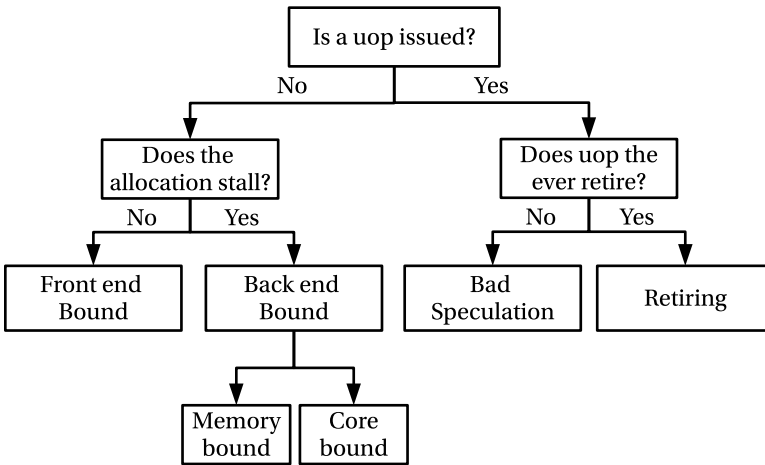 Is a uop issued?
No
Yes
Does the
allocation stall?
Does uop the
ever retire?
No
Yes
No
Yes
Front end
Bound
Back end
Bound
Bad
Speculation
Retiring
Memory
bound
Core
bound